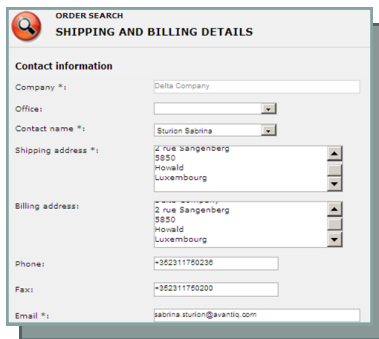 ORDER SEARCH
SHIPPING AND BILLING DETAILS
Contact information
Company *: Delta Company
Office:
Contact name *: Sturion Sabrina
Shipping address *: 2 rue Sangenberg
5850
Howald
Luxembourg
Billing address: Delta Company
2 rue Sangenberg
5850
Howald
Luxembourg
Phone: +352311750236
Fax: +352311750200
Email *: sabrina.sturion@avantiq.com